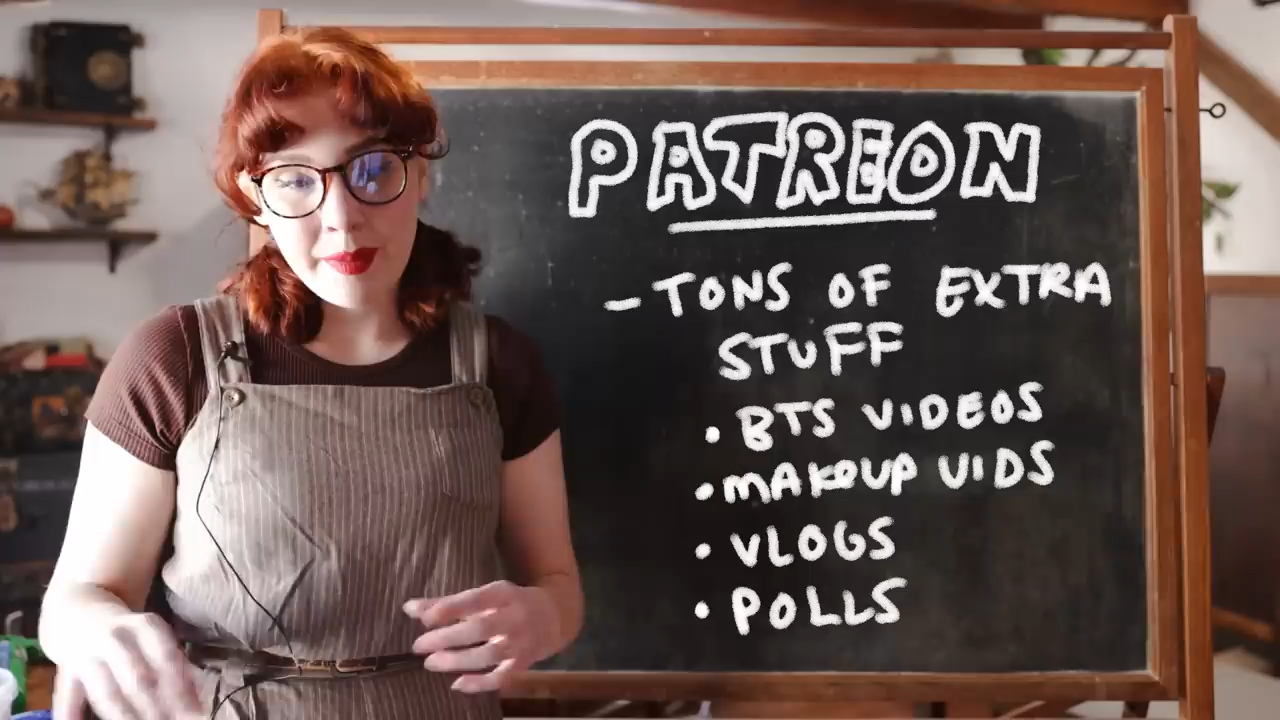 PATREON
- TONS OF EXTRA
STUFF
• BTS VIDEOS
• MAKEUP VIDS
• VLOGS
• POLLS